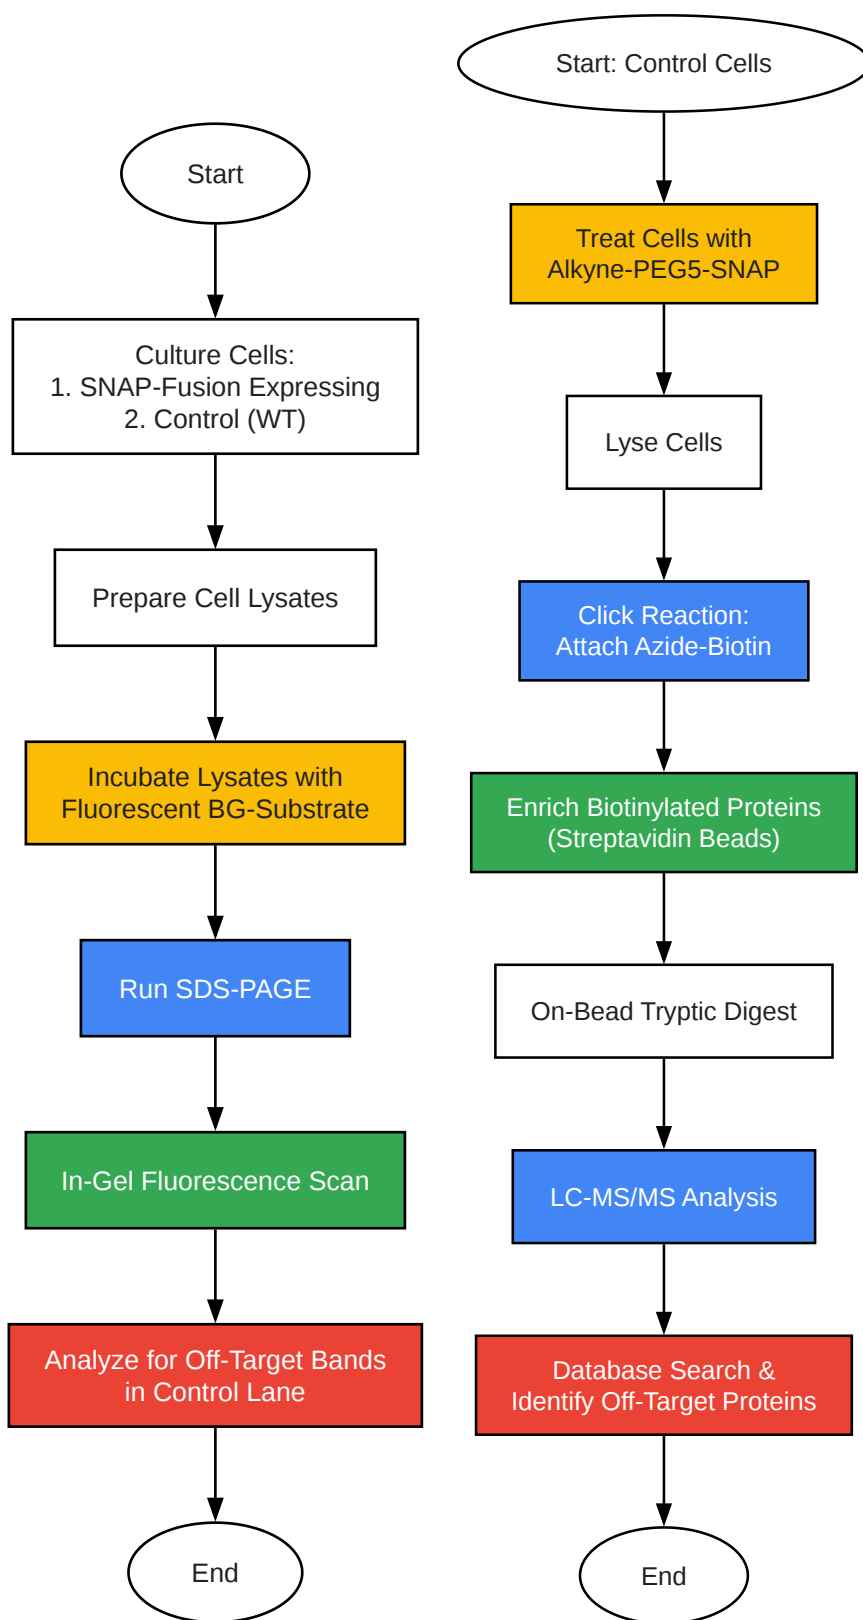 Start
Culture Cells:
1. SNAP-Fusion Expressing
2. Control (WT)
Prepare Cell Lysates
Incubate Lysates with
Fluorescent BG-Substrate
Run SDS-PAGE
In-Gel Fluorescence Scan
Analyze for Off-Target Bands
in Control Lane
End
Start: Control Cells
Treat Cells with
Alkyne-PEG5-SNAP
Lyse Cells
Click Reaction:
Attach Azide-Biotin
Enrich Biotinylated Proteins
(Streptavidin Beads)
On-Bead Tryptic Digest
LC-MS/MS Analysis
Database Search &
Identify Off-Target Proteins
End